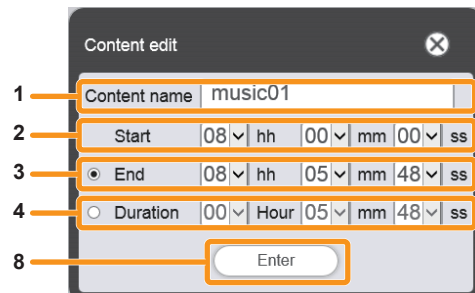 Content edit
1 Content name music01
2 Start 08 hh 00 mm 00 ss
3 End 08 hh 05 mm 48 ss
4 Duration 00 Hour 05 mm 48 ss
8 Enter